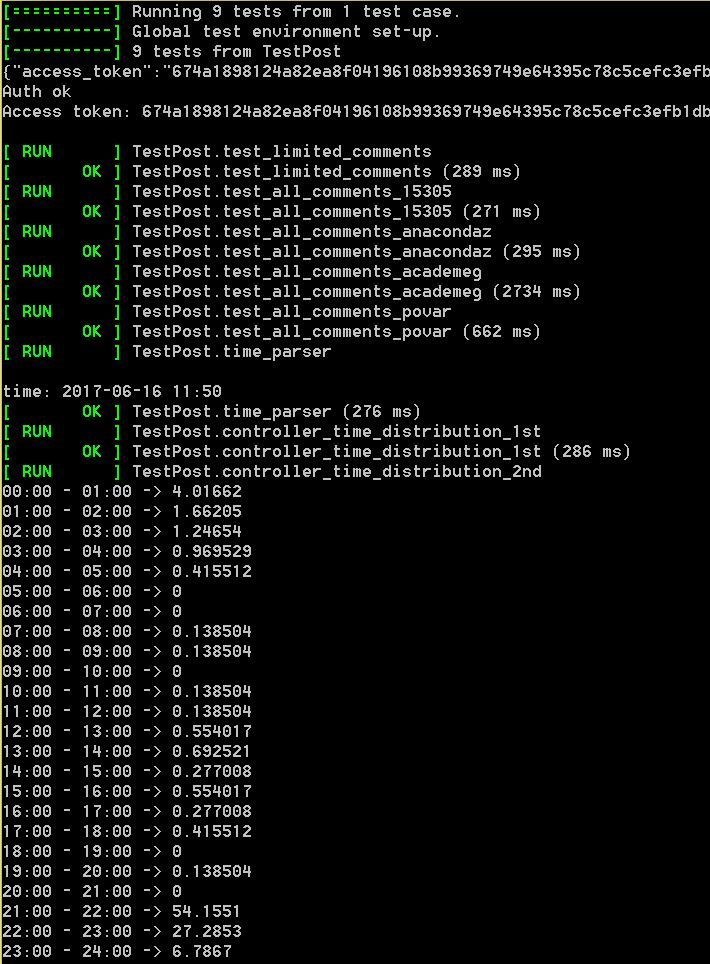 [==========] Running 9 tests from 1 test case.
[----------] Global test environment set-up.
[----------] 9 tests from TestPost
{"access_token":"674a1898124a82ea8f04196108b99369749e64395c78c5cefc3efb
Auth ok
Access token: 674a1898124a82ea8f04196108b99369749e64395c78c5cefc3efb1db
[ RUN      ] TestPost.test_limited_comments
[       OK ] TestPost.test_limited_comments (289 ms)
[ RUN      ] TestPost.test_all_comments_15305
[       OK ] TestPost.test_all_comments_15305 (271 ms)
[ RUN      ] TestPost.test_all_comments_anacondaz
[       OK ] TestPost.test_all_comments_anacondaz (295 ms)
[ RUN      ] TestPost.test_all_comments_academeg
[       OK ] TestPost.test_all_comments_academeg (2734 ms)
[ RUN      ] TestPost.test_all_comments_povar
[       OK ] TestPost.test_all_comments_povar (662 ms)
[ RUN      ] TestPost.time_parser
time: 2017-06-16 11:50
[       OK ] TestPost.time_parser (276 ms)
[ RUN      ] TestPost.controller_time_distribution_1st
[       OK ] TestPost.controller_time_distribution_1st (286 ms)
[ RUN      ] TestPost.controller_time_distribution_2nd
00:00 - 01:00 -> 4.01662
01:00 - 02:00 -> 1.66205
02:00 - 03:00 -> 1.24654
03:00 - 04:00 -> 0.969529
04:00 - 05:00 -> 0.415512
05:00 - 06:00 -> 0
06:00 - 07:00 -> 0
07:00 - 08:00 -> 0.138504
08:00 - 09:00 -> 0.138504
09:00 - 10:00 -> 0
10:00 - 11:00 -> 0.138504
11:00 - 12:00 -> 0.138504
12:00 - 13:00 -> 0.554017
13:00 - 14:00 -> 0.692521
14:00 - 15:00 -> 0.277008
15:00 - 16:00 -> 0.554017
16:00 - 17:00 -> 0.277008
17:00 - 18:00 -> 0.415512
18:00 - 19:00 -> 0
19:00 - 20:00 -> 0.138504
20:00 - 21:00 -> 0
21:00 - 22:00 -> 54.1551
22:00 - 23:00 -> 27.2853
23:00 - 24:00 -> 6.7867